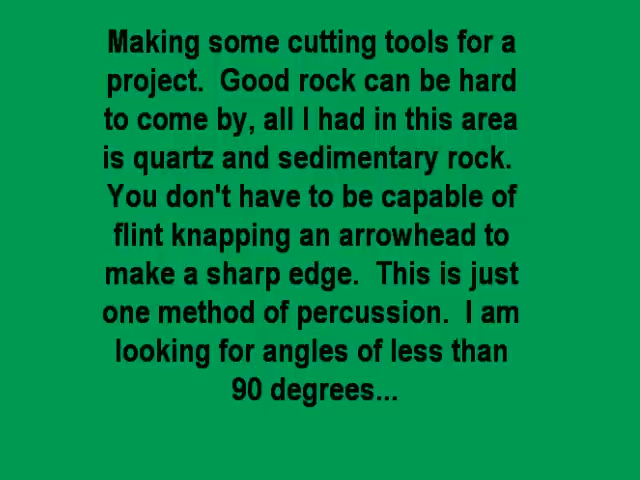 Making some cutting tools for a
project.  Good rock can be hard
to come by, all I had in this area
is quartz and sedimentary rock.
You don't have to be capable of
flint knapping an arrowhead to
make a sharp edge.  This is just
one method of percussion.  I am
looking for angles of less than
90 degrees...